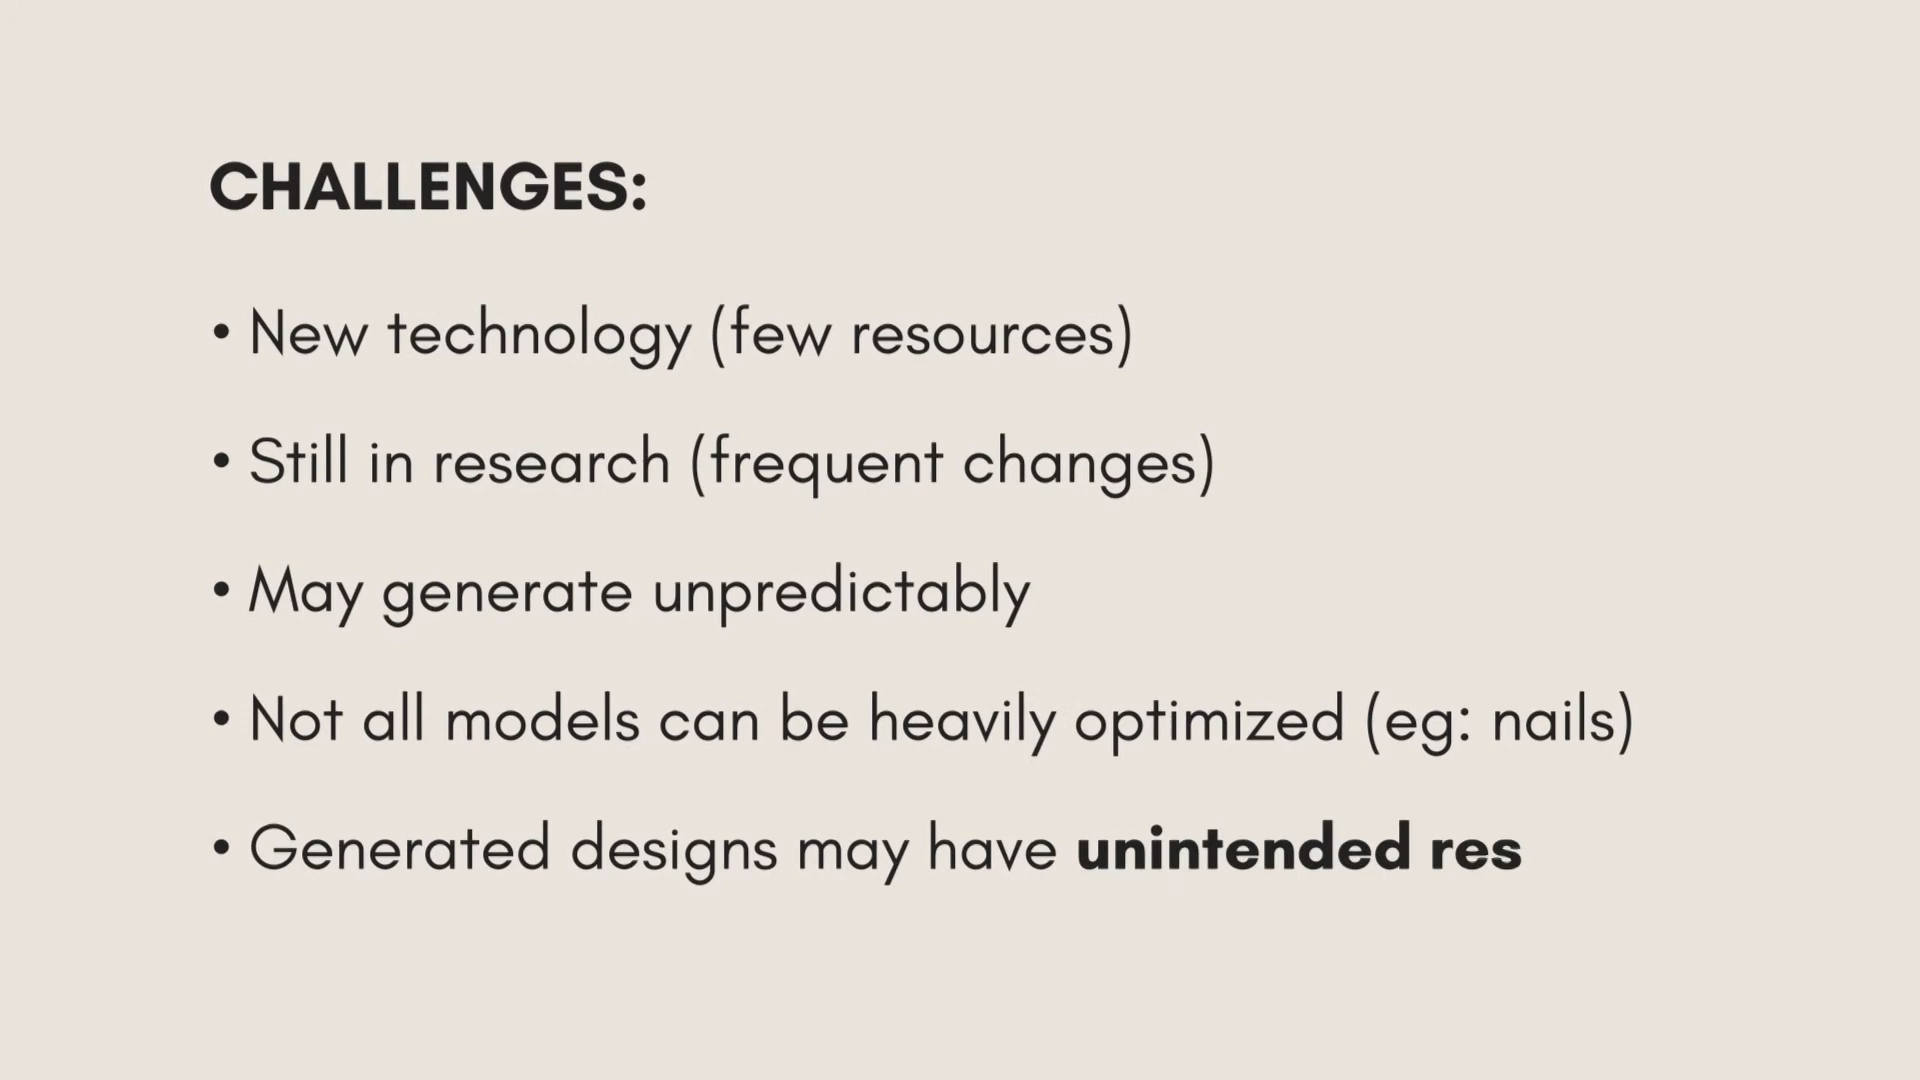 CHALLENGES:
• New technology (few resources)
• Still in research (frequent changes)
• May generate unpredictably
• Not all models can be heavily optimized (eg: nails)
• Generated designs may have unintended res